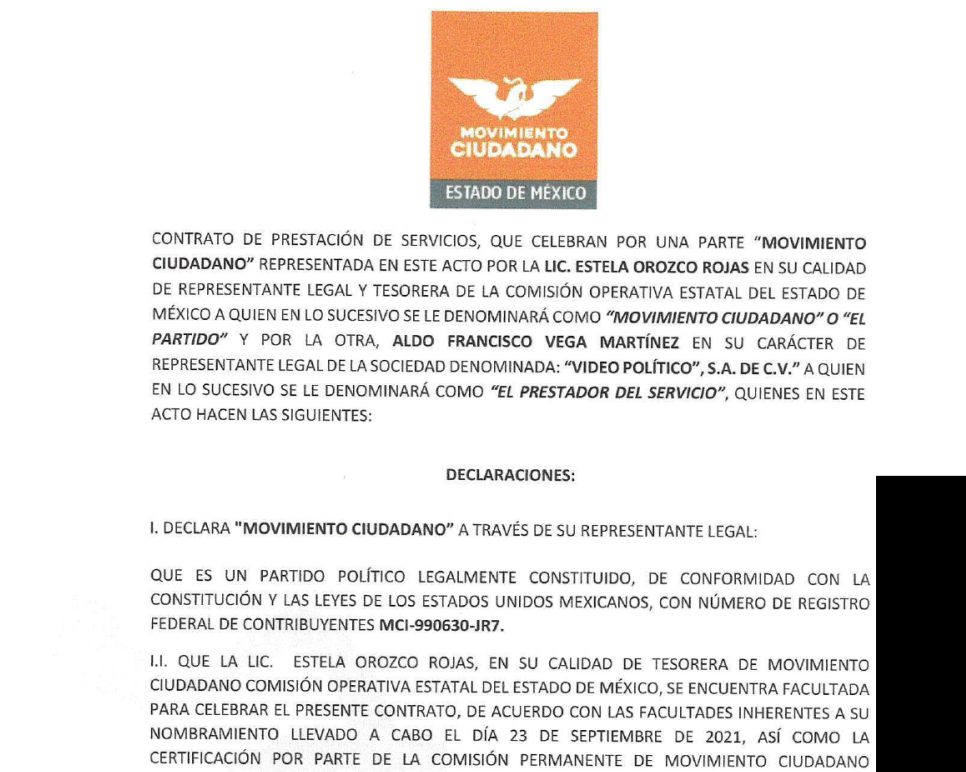 MOVIMIENTO
CIUDADANO
ESTADO DE MÉXICO
CONTRATO DE PRESTACIÓN DE SERVICIOS, QUE CELEBRAN POR UNA PARTE “MOVIMIENTO
CIUDADANO” REPRESENTADA EN ESTE ACTO POR LA LIC. ESTELA OROZCO ROJAS EN SU CALIDAD
DE REPRESENTANTE LEGAL Y TESORERA DE LA COMISIÓN OPERATIVA ESTATAL DEL ESTADO DE
MÉXICO A QUIEN EN LO SUCESIVO SE LE DENOMINARÁ COMO “MOVIMIENTO CIUDADANO” O “EL
PARTIDO” Y POR LA OTRA, ALDO FRANCISCO VEGA MARTÍNEZ EN SU CARÁCTER DE
REPRESENTANTE LEGAL DE LA SOCIEDAD DENOMINADA: “VIDEO POLÍTICO”, S.A. DE C.V.” A QUIEN
EN LO SUCESIVO SE LE DENOMINARÁ COMO “EL PRESTADOR DEL SERVICIO”, QUIENES EN ESTE
ACTO HACEN LAS SIGUIENTES:
DECLARACIONES:
I. DECLARA "MOVIMIENTO CIUDADANO” A TRAVÉS DE SU REPRESENTANTE LEGAL:
QUE ES UN PARTIDO POLÍTICO LEGALMENTE CONSTITUIDO, DE CONFORMIDAD CON LA
CONSTITUCIÓN Y LAS LEYES DE LOS ESTADOS UNIDOS MEXICANOS, CON NÚMERO DE REGISTRO
FEDERAL DE CONTRIBUYENTES MCI-990630-JR7.
I.I. QUE LA LIC. ESTELA OROZCO ROJAS, EN SU CALIDAD DE TESORERA DE MOVIMIENTO
CIUDADANO COMISIÓN OPERATIVA ESTATAL DEL ESTADO DE MÉXICO, SE ENCUENTRA FACULTADA
PARA CELEBRAR EL PRESENTE CONTRATO, DE ACUERDO CON LAS FACULTADES INHERENTES A SU
NOMBRAMIENTO LLEVADO A CABO EL DÍA 23 DE SEPTIEMBRE DE 2021, ASÍ COMO LA
CERTIFICACIÓN POR PARTE DE LA COMISIÓN PERMANENTE DE MOVIMIENTO CIUDADANO